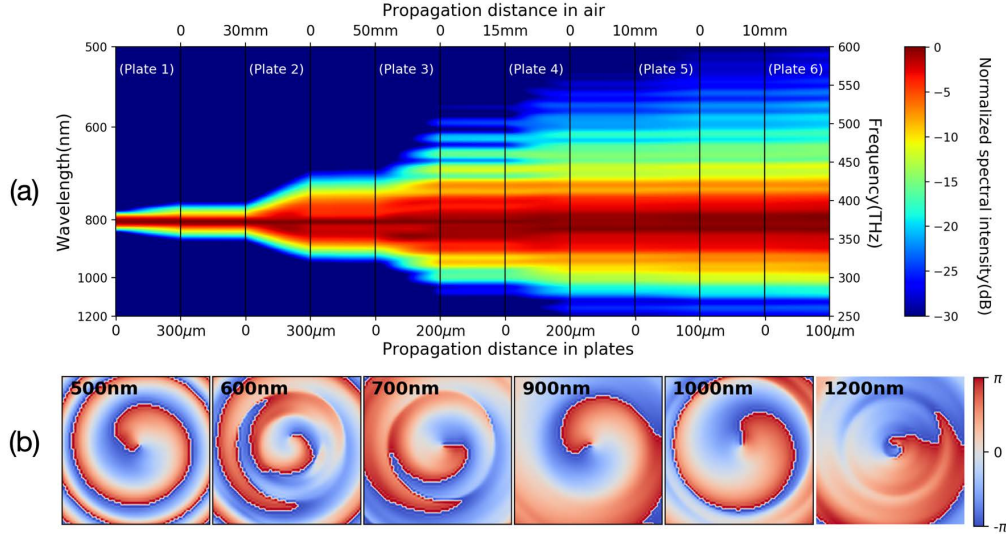 Propagation distance in air
0 30mm 0 50mm 0 15mm 0 10mm 0 10mm
(a)
(Plate 1) (Plate 2) (Plate 3) (Plate 4) (Plate 5) (Plate 6)
Wavelength(nm)
500
600
800
1000
1200
600
550
500
450
400
350
300
250
Frequency(THz)
0
−5
−10
−15
−20
−25
−30
Normalized spectral intensity(dB)
0 300μm 0 300μm 0 200μm 0 200μm 0 100μm 0 100μm
Propagation distance in plates
(b)
500nm 600nm 700nm 900nm 1000nm 1200nm
π
0
-π